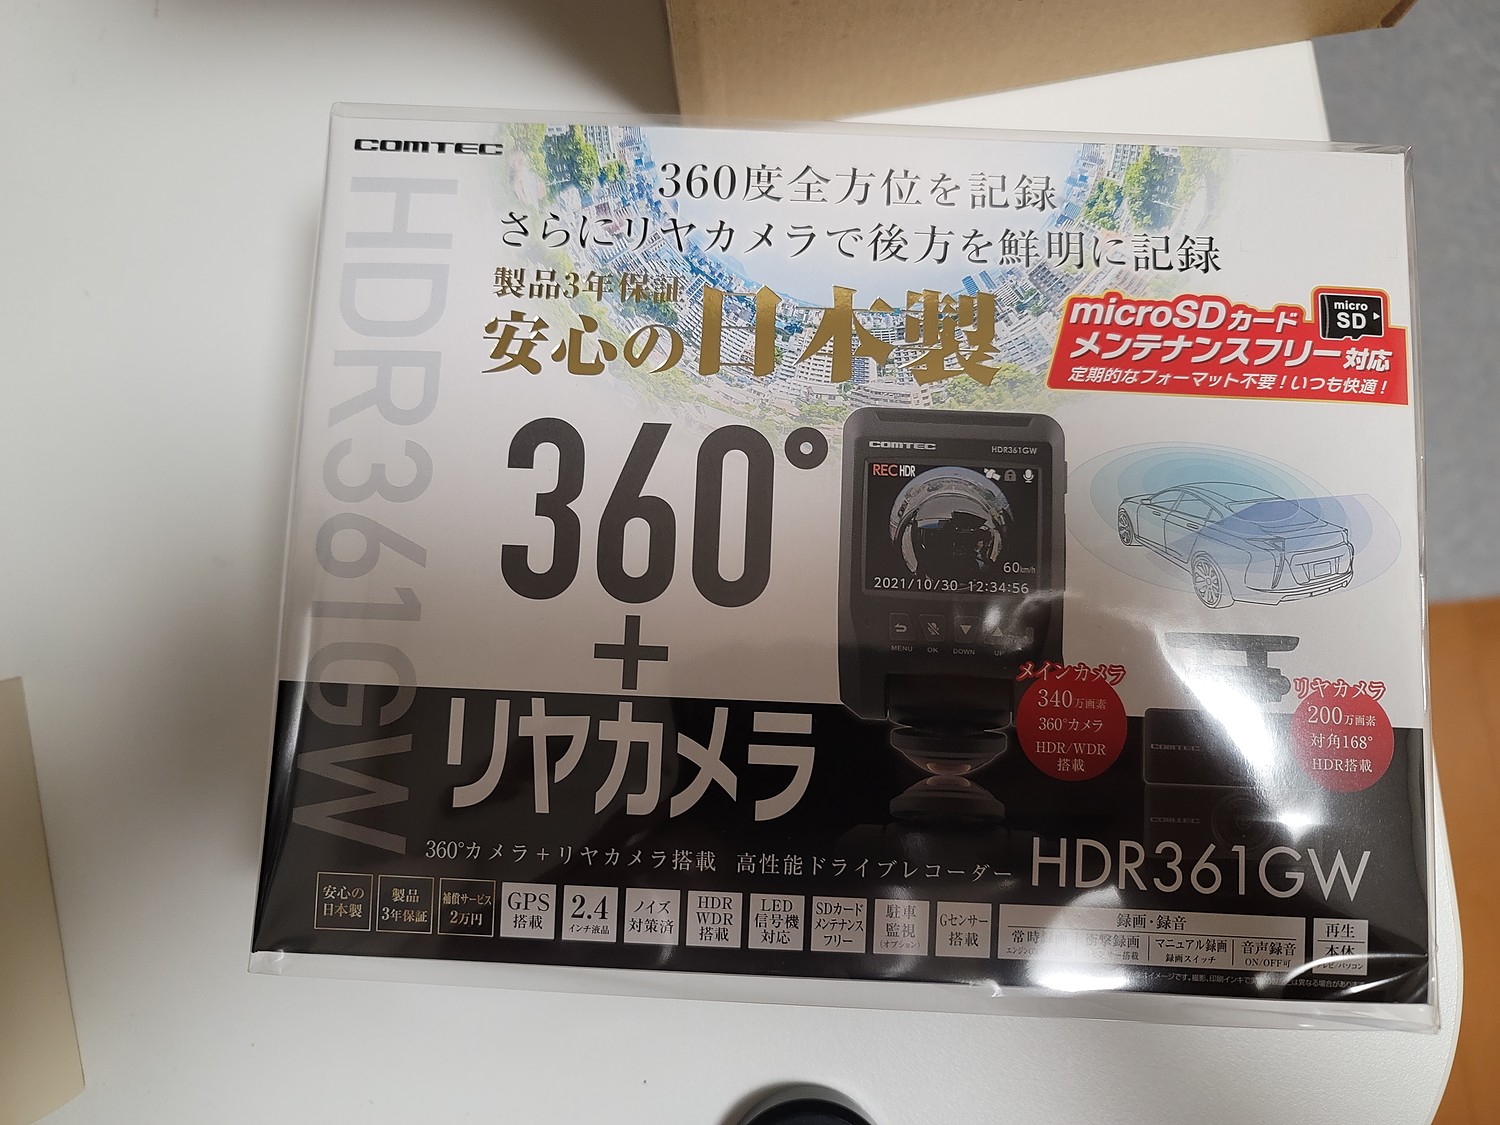 COMTEC
HDR361GW
360度全方位を記録
さらにリヤカメラで後方を鮮明に記録
製品3年保証
安心の日本製
microSDカード
メンテナンスフリー対応
定期的なフォーマット不要！いつも快適！
micro
SD
360°
+
リヤカメラ
COMTEC
HDR361GW
REC HDR
60km/h
2021/10/30 12:34:56
MENU OK DOWN
メインカメラ
340万画素
360°カメラ
HDR/WDR
搭載
リヤカメラ
200万画素
対角168°
HDR搭載
COMTEC
COMTEC
360°カメラ+リヤカメラ搭載 高性能ドライブレコーダー HDR361GW
安心の
日本製
製品
3年保証
補償サービス
2万円
GPS
搭載
2.4
インチ液晶
ノイズ
対策済
HDR
WDR
搭載
LED
信号機
対応
SDカード
メンテナンス
フリー
駐車
監視
(オプション)
Gセンサー
搭載
録画・録音
常時
衝撃録画
搭載
マニュアル録画
録画スイッチ
音声録音
ON/OFF可
再生
本体
テレビ/パソコン